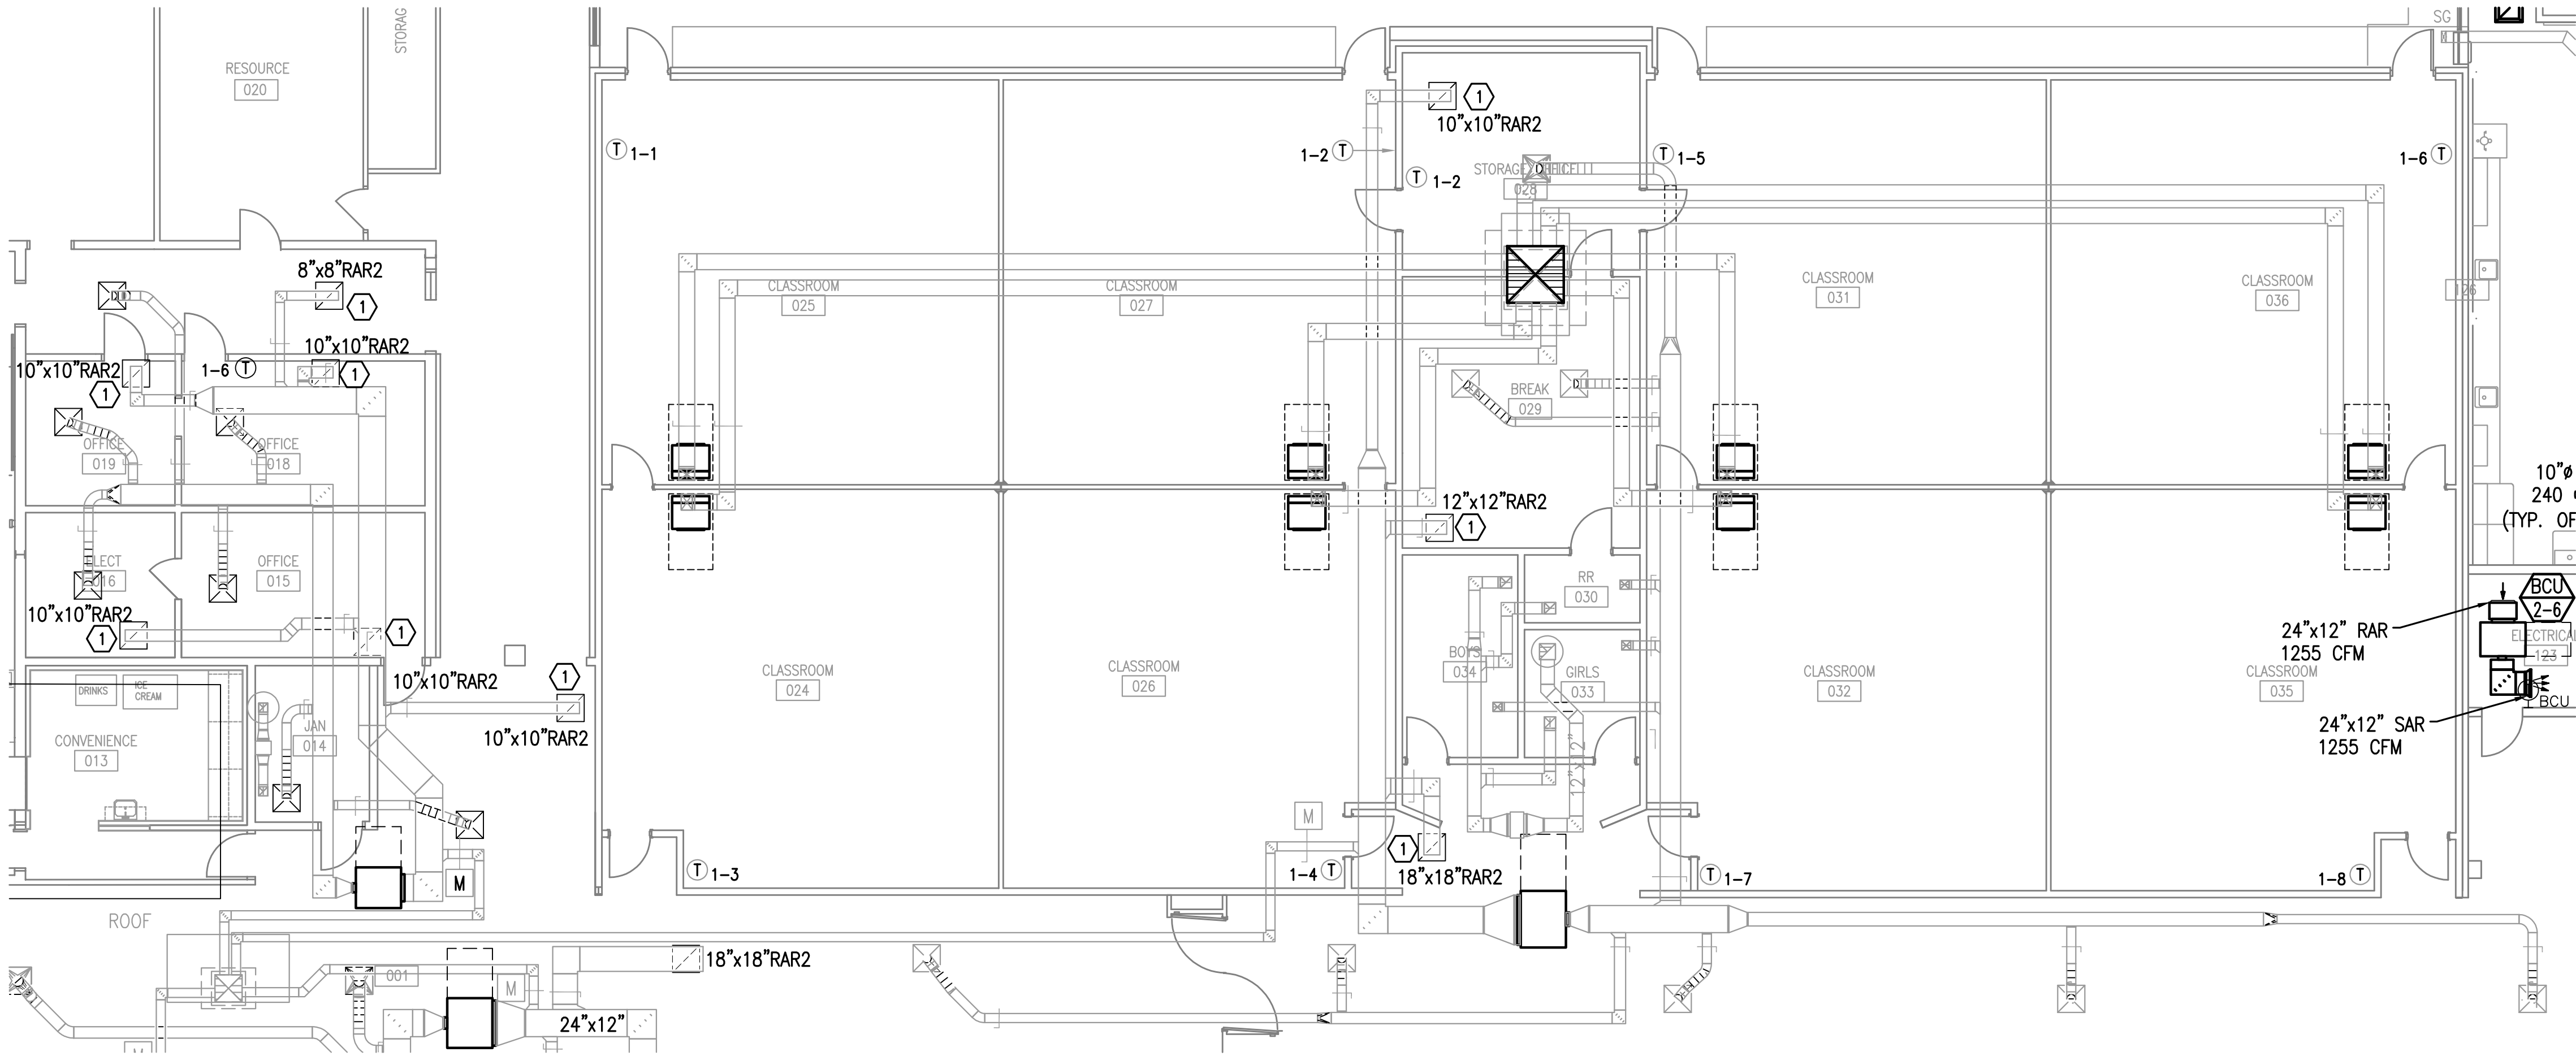 STORAG
SG
RESOURCE
020
1
10"x10"RAR2
T 1-1
1-2 T
T 1-2
T 1-5
1-6 T
028
8"x8"RAR2
1
CLASSROOM
025
CLASSROOM
027
CLASSROOM
031
CLASSROOM
036
126
10"x10"RAR2
10"x10"RAR2
1-6 T
1
1
BREAK
029
OFFICE
019
OFFICE
018
10"ø
240
(TYP. OF
12"x12"RAR2
1
ELECT
016
OFFICE
015
RR
030
BCU
2-6
10"x10"RAR2
1
1
24"x12" RAR
1255 CFM
ELECTRICAL
123
BOYS
034
GIRLS
033
CLASSROOM
024
CLASSROOM
026
CLASSROOM
032
CLASSROOM
035
10"x10"RAR2
1
DRINKS
ICE
CREAM
BCU
24"x12" SAR
1255 CFM
JAN
014
10"x10"RAR2
CONVENIENCE
013
12"x12"
M
1
18"x18"RAR2
T 1-3
1-4 T
T 1-7
1-8 T
M
ROOF
18"x18"RAR2
001
M
24"x12"
M